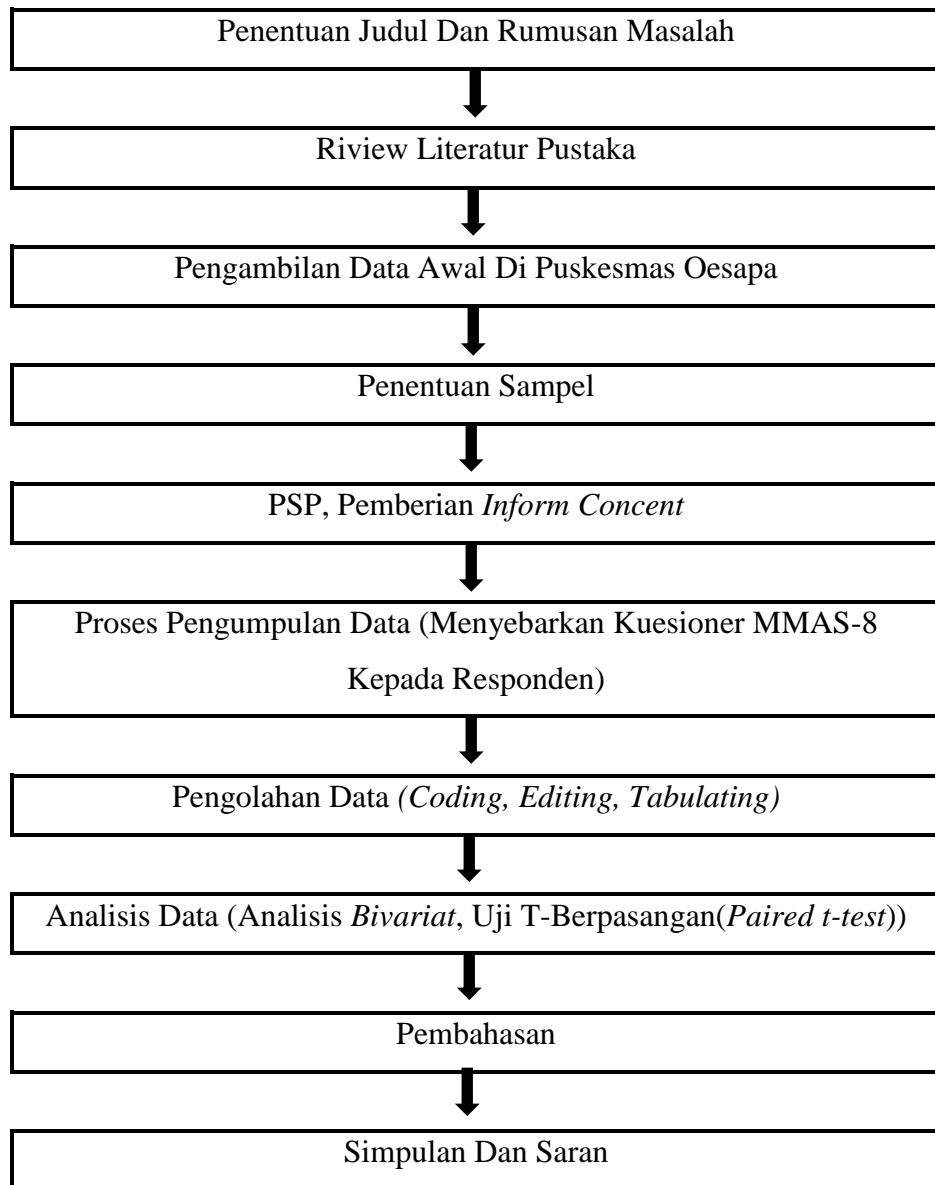 Penentuan Judul Dan Rumusan Masalah
Riview Literatur Pustaka
Pengambilan Data Awal Di Puskesmas Oesapa
Penentuan Sampel
PSP, Pemberian Inform Concent
Proses Pengumpulan Data (Menyebarkan Kuesioner MMAS-8
Kepada Responden)
Pengolahan Data (Coding, Editing, Tabulating)
Analisis Data (Analisis Bivariat, Uji T-Berpasangan(Paired t-test))
Pembahasan
Simpulan Dan Saran